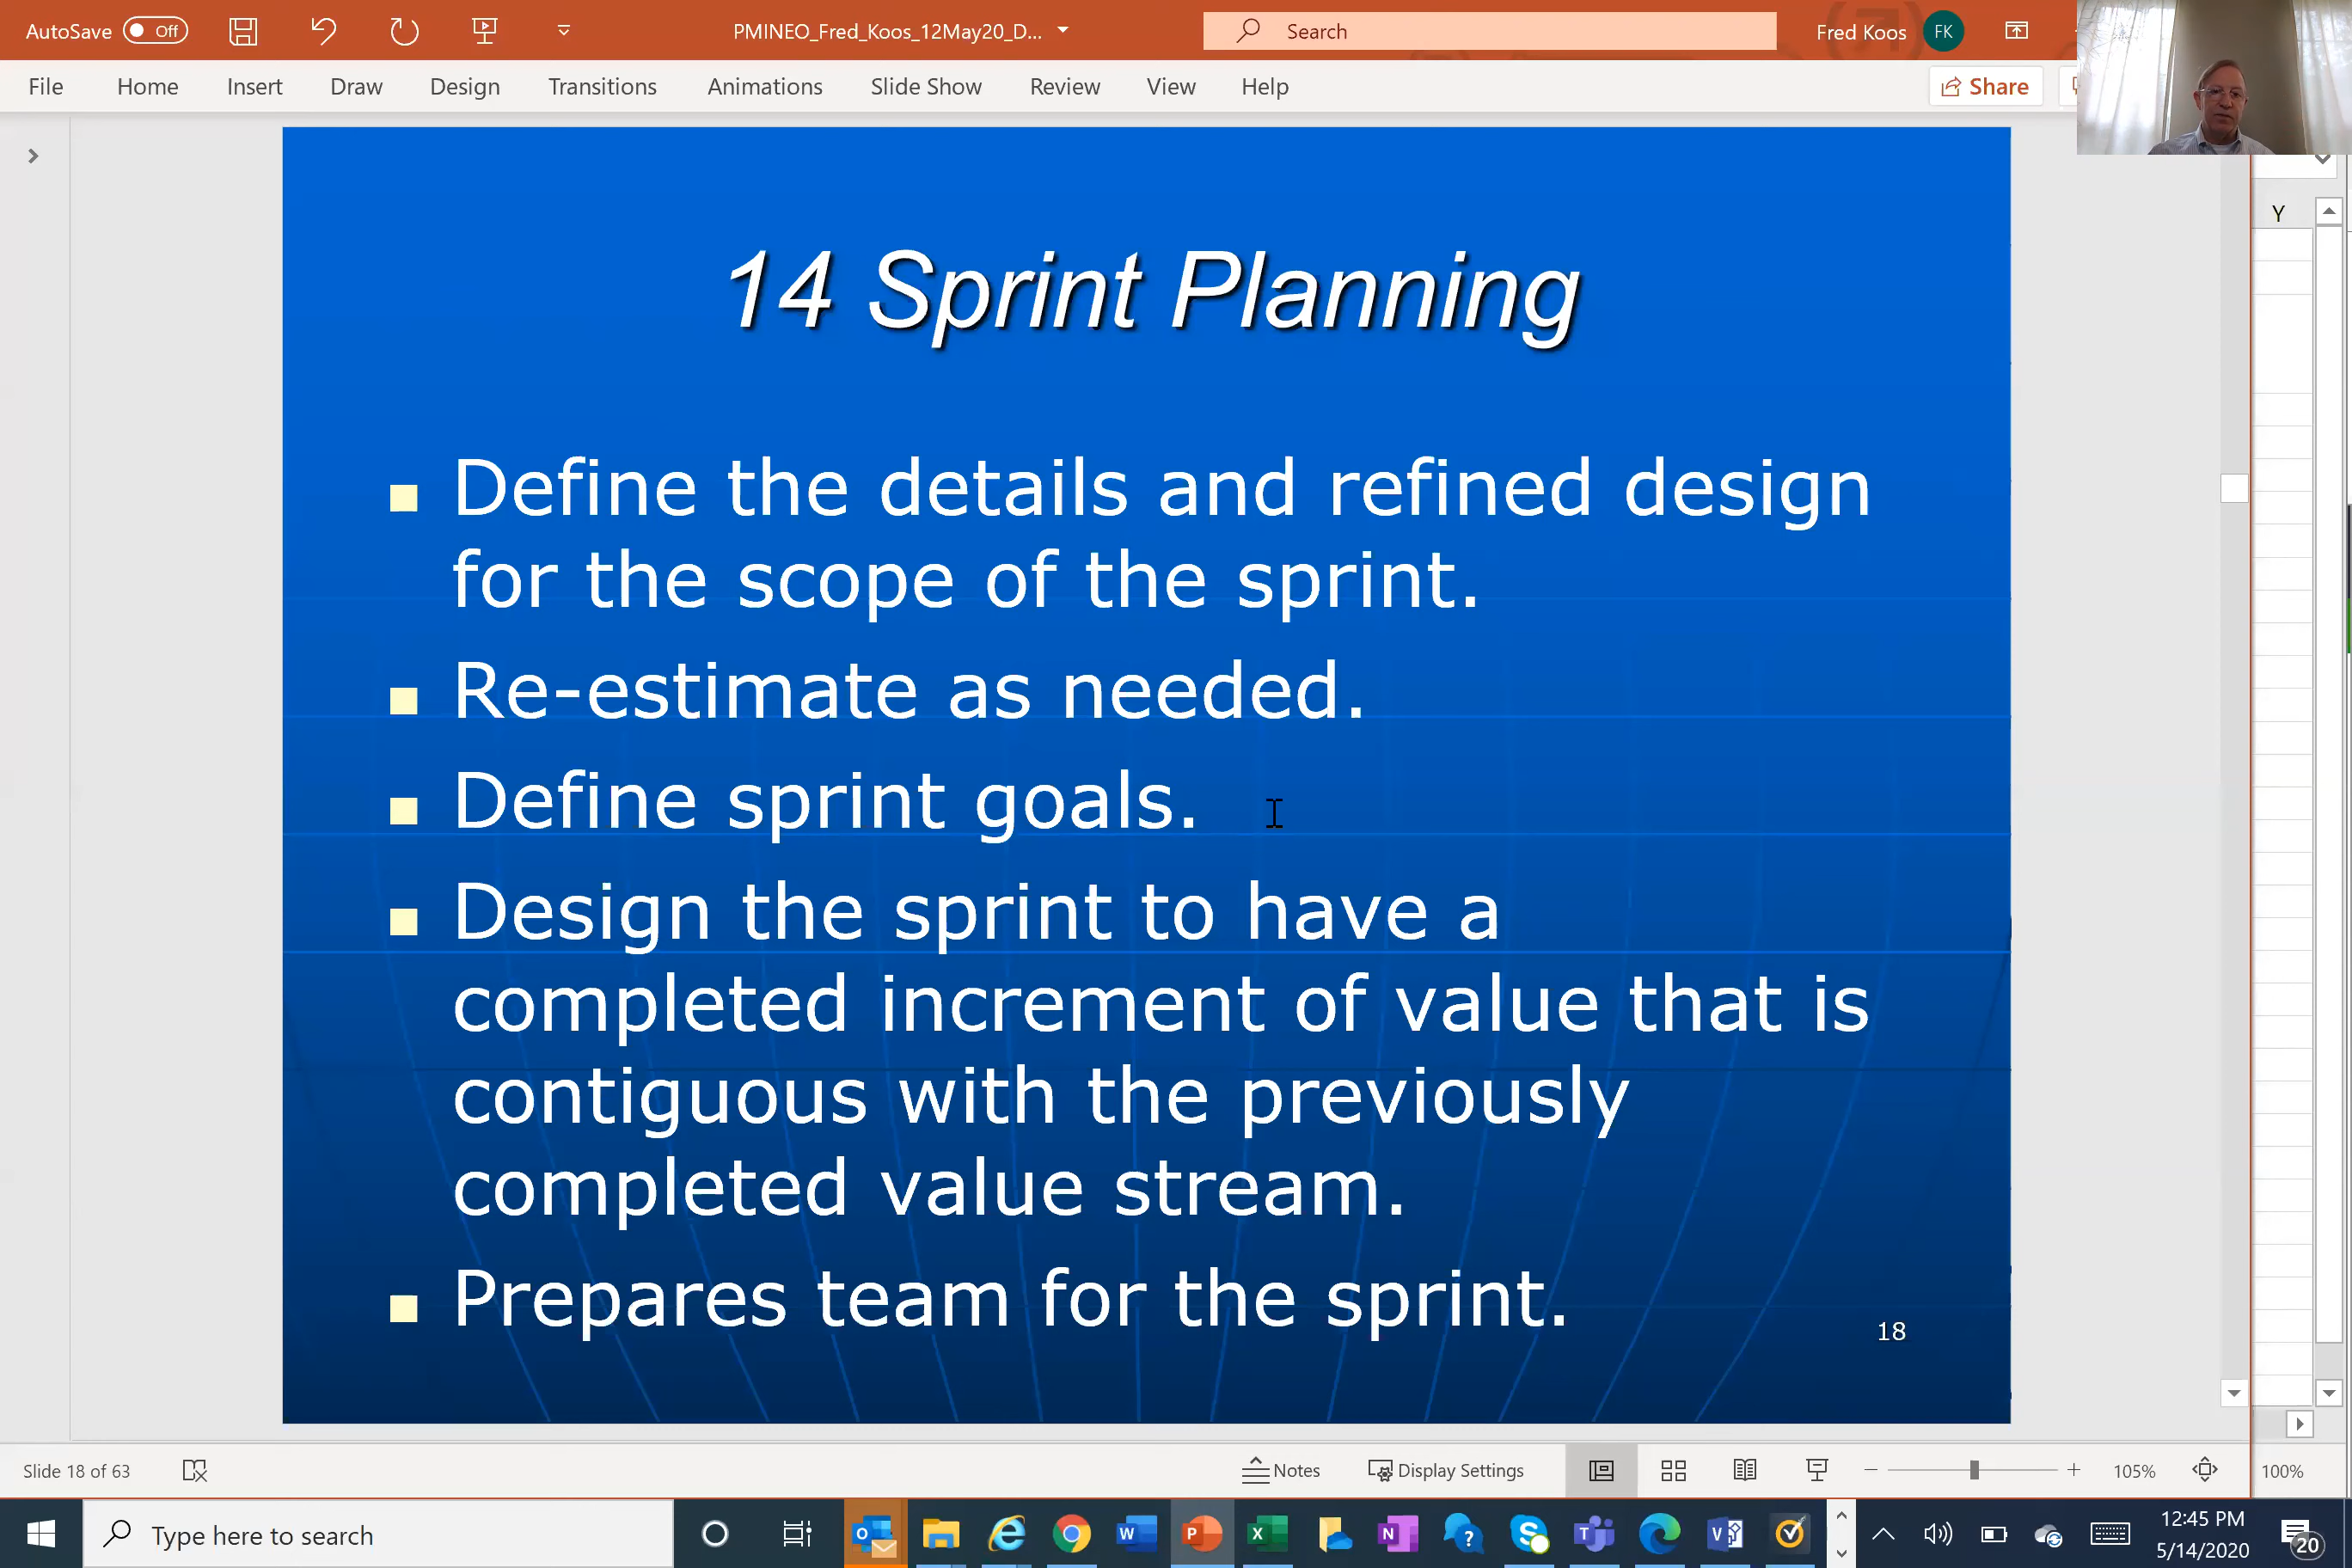 AutoSave Off PMINEO_Fred_Koos_12May20_D... Search Fred Koos FK
File Home Insert Draw Design Transitions Animations Slide Show Review View Help Share
Y
14 Sprint Planning
Define the details and refined design
for the scope of the sprint.
Re-estimate as needed.
Define sprint goals.
Design the sprint to have a
completed increment of value that is
contiguous with the previously
completed value stream.
Prepares team for the sprint.
18
Slide 18 of 63 Notes Display Settings 105% 100%
Type here to search
12:45 PM
5/14/2020
20